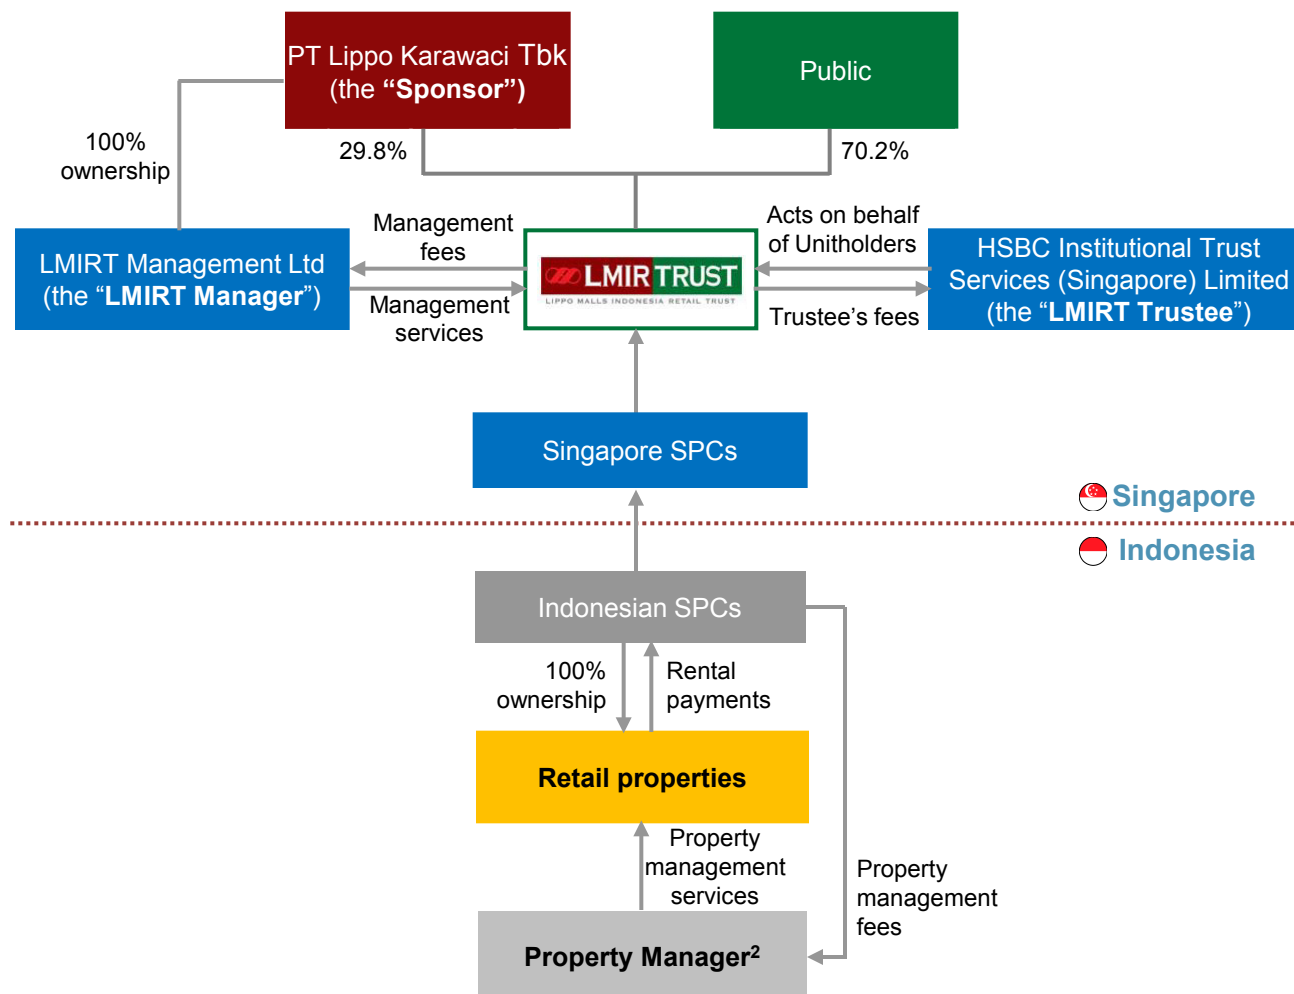 PT Lippo Karawaci Tbk
(the “Sponsor”)
Public
100%
ownership
29.8%
70.2%
LMIRT Management Ltd
(the “LMIRT Manager”)
Management
fees
Management
services
LMIR TRUST
LIPPO MALLS INDONESIA RETAIL TRUST
Acts on behalf
of Unitholders
Trustee’s fees
HSBC Institutional Trust
Services (Singapore) Limited
(the “LMIRT Trustee”)
Singapore SPCs
Singapore
Indonesia
Indonesian SPCs
100%
ownership
Rental
payments
Retail properties
Property
management
services
Property
management
fees
Property Manager²